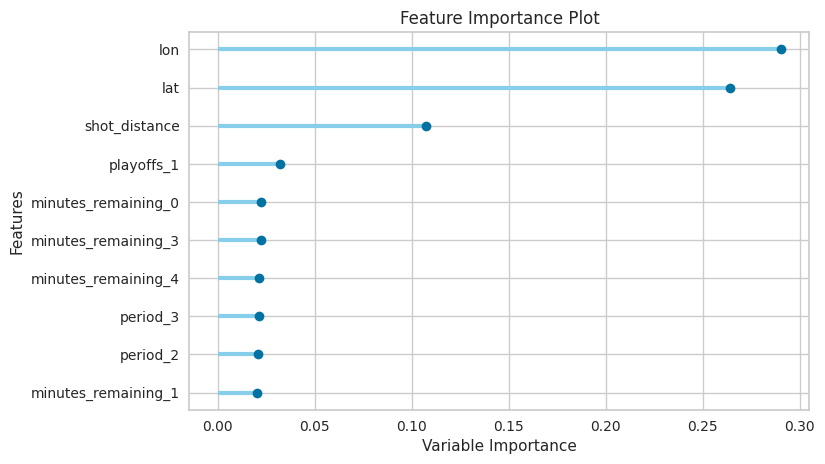 Feature Importance Plot
lon
lat
shot_distance
playoffs_1
minutes_remaining_0
minutes_remaining_3
minutes_remaining_4
period_3
period_2
minutes_remaining_1
Features
0.00 0.05 0.10 0.15 0.20 0.25 0.30
Variable Importance